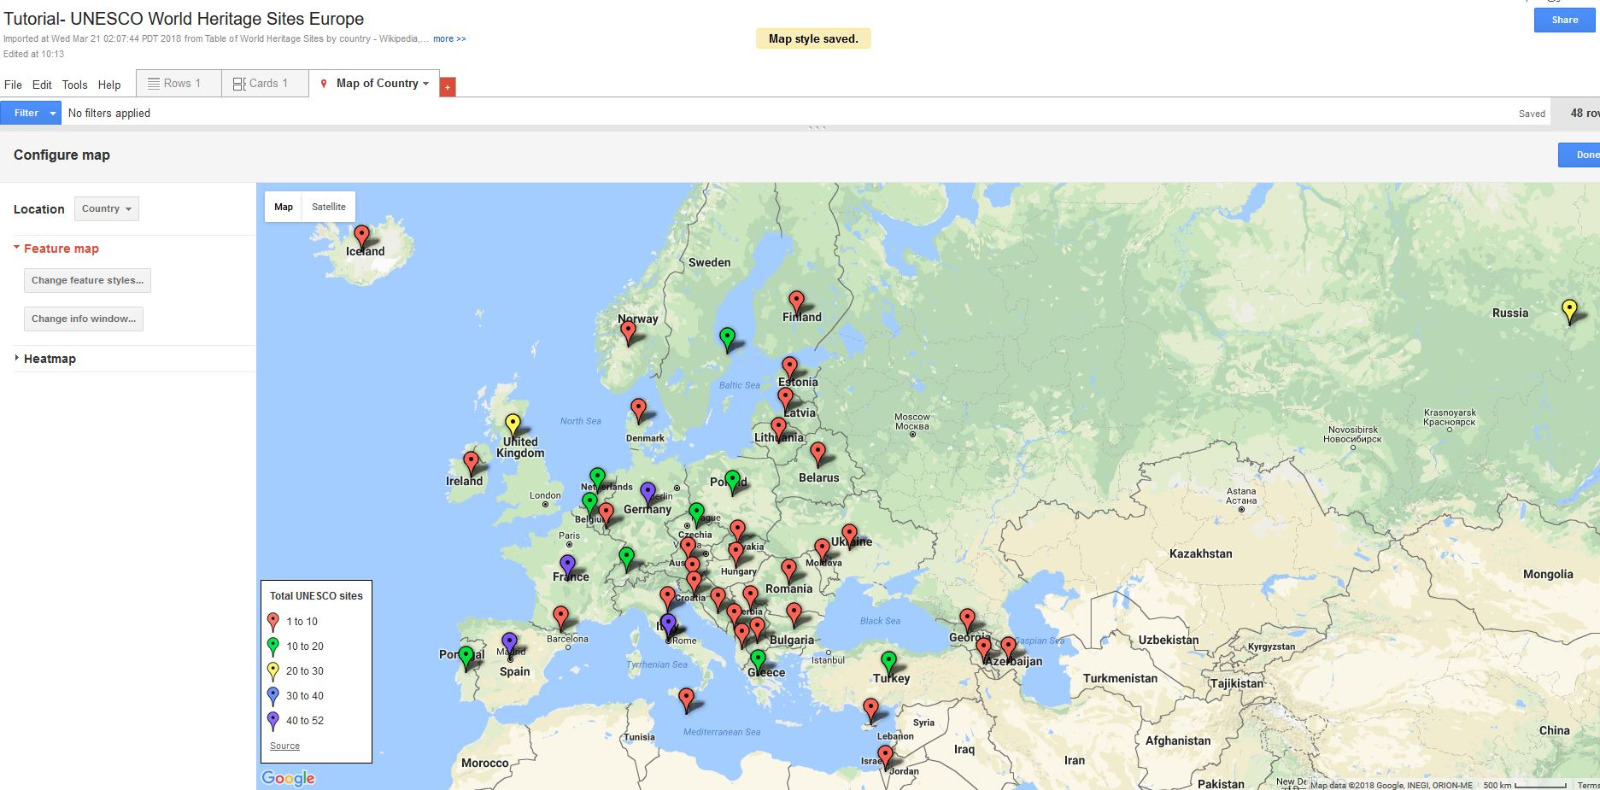 Tutorial- UNESCO World Heritage Sites Europe
Imported at Wed Mar 21 02:07:44 PDT 2018 from Table of World Heritage Sites by country - Wikipedia,... more >>
Edited at 10:13
Map style saved.
Share
File Edit Tools Help
Rows 1
Cards 1
Map of Country
+
Filter
No filters applied
Saved
48 ro
Configure map
Done
Location
Country
Feature map
Change feature styles...
Change info window...
Heatmap
Map
Satellite
Iceland
Sweden
Norway
Finland
Russia
Estonia
Baltic Sea
Latvia
North Sea
Denmark
Lithuania
Moscow
Москва
Krasnoyarsk
Красноярск
Novosibirsk
Новосибирск
United
Kingdom
Ireland
Belarus
London
Netherlands
Germany
Astana
Астана
Paris
Czechia
Ukraine
Moldova
Kazakhstan
France
Hungary
Romania
Mongolia
Croatia
Black Sea
Bulgaria
Barcelona
Rome
Georgia
Caspian Sea
Uzbekistan
Kyrgyzstan
Azerbaijan
Spain
Tyrrhenian Sea
Istanbul
Greece
Turkey
Turkmenistan
Tajikistan
Mediterranean Sea
Tunisia
Syria
Lebanon
Iraq
Iran
Afghanistan
China
Morocco
Jordan
Pakistan
New De
Total UNESCO sites
1 to 10
10 to 20
20 to 30
30 to 40
40 to 52
Source
Google
Map data ©2018 Google, INEGI, ORION-ME
500 km
Terms